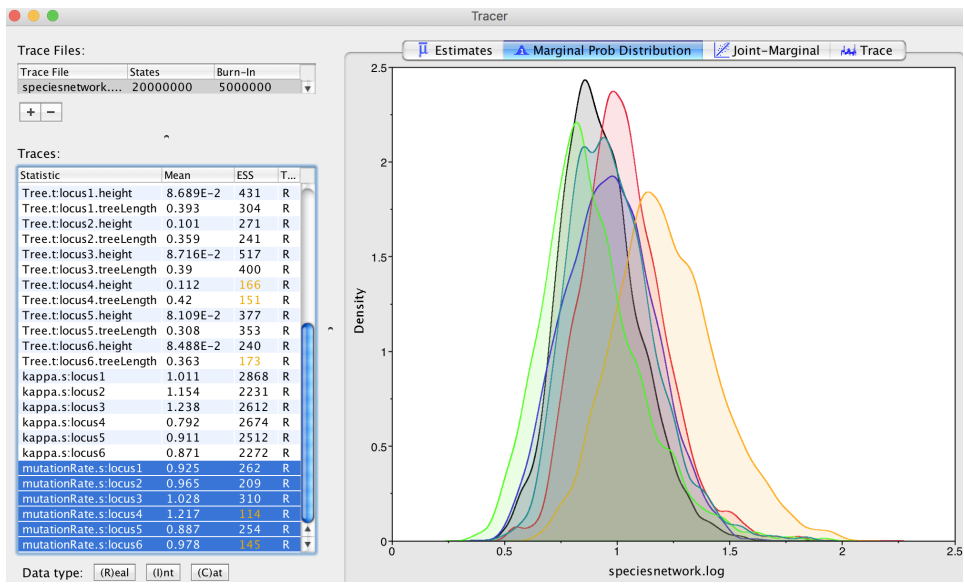 Tracer
Trace Files:
Trace File States Burn-In
speciesnetwork.... 20000000 5000000
+ −
Traces:
Statistic Mean ESS T...
Tree.t:locus1.height 8.689E-2 431 R
Tree.t:locus1.treeLength 0.393 304 R
Tree.t:locus2.height 0.101 271 R
Tree.t:locus2.treeLength 0.359 241 R
Tree.t:locus3.height 8.716E-2 517 R
Tree.t:locus3.treeLength 0.39 400 R
Tree.t:locus4.height 0.112 166 R
Tree.t:locus4.treeLength 0.42 151 R
Tree.t:locus5.height 8.109E-2 377 R
Tree.t:locus5.treeLength 0.308 353 R
Tree.t:locus6.height 8.488E-2 240 R
Tree.t:locus6.treeLength 0.363 173 R
kappa.s:locus1 1.011 2868 R
kappa.s:locus2 1.154 2231 R
kappa.s:locus3 1.238 2612 R
kappa.s:locus4 0.792 2674 R
kappa.s:locus5 0.911 2512 R
kappa.s:locus6 0.871 2272 R
mutationRate.s:locus1 0.925 262 R
mutationRate.s:locus2 0.965 209 R
mutationRate.s:locus3 1.028 310 R
mutationRate.s:locus4 1.217 114 R
mutationRate.s:locus5 0.887 254 R
mutationRate.s:locus6 0.978 145 R
Data type: (R)eal (I)nt (C)at
μ Estimates Marginal Prob Distribution Joint-Marginal Trace
2.5
2
1.5
1
0.5
0
Density
0 0.5 1 1.5 2 2.5
speciesnetwork.log